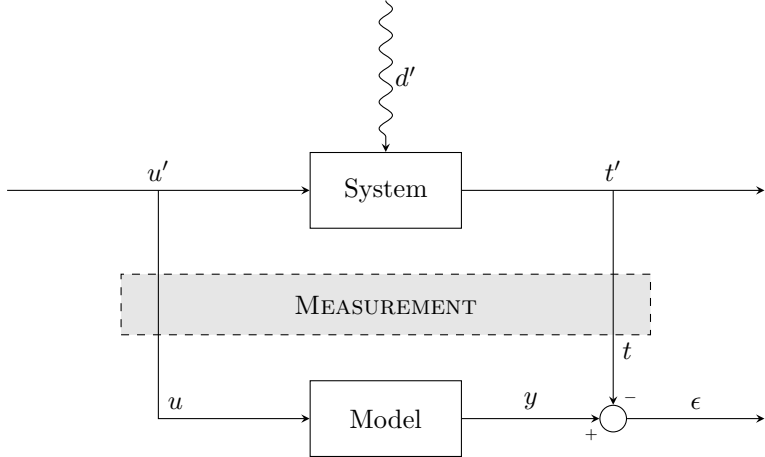 d′
u′
System
t′
MEASUREMENT
t
u
Model
y
−
+
ϵ